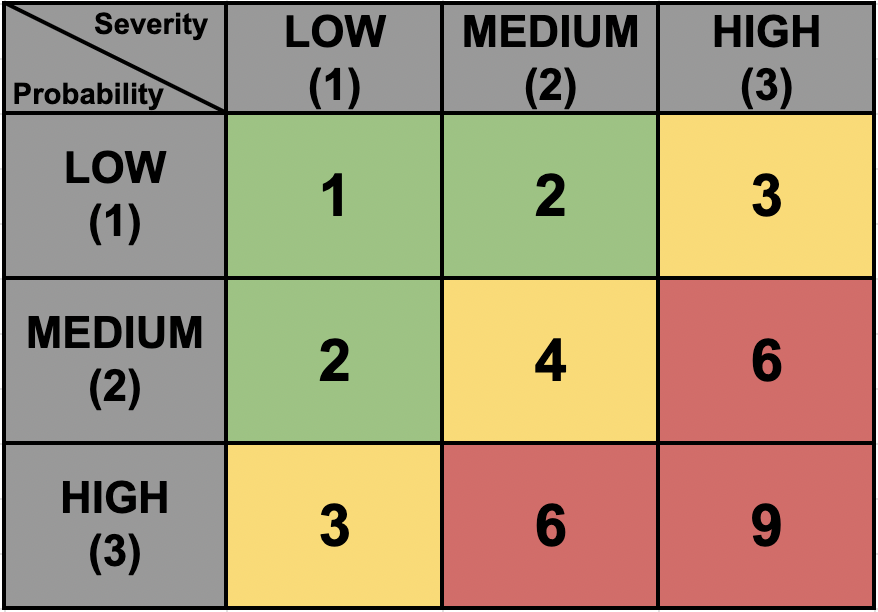 Severity
Probability
LOW
(1)
MEDIUM
(2)
HIGH
(3)
LOW
(1)
1
2
3
MEDIUM
(2)
2
4
6
HIGH
(3)
3
6
9